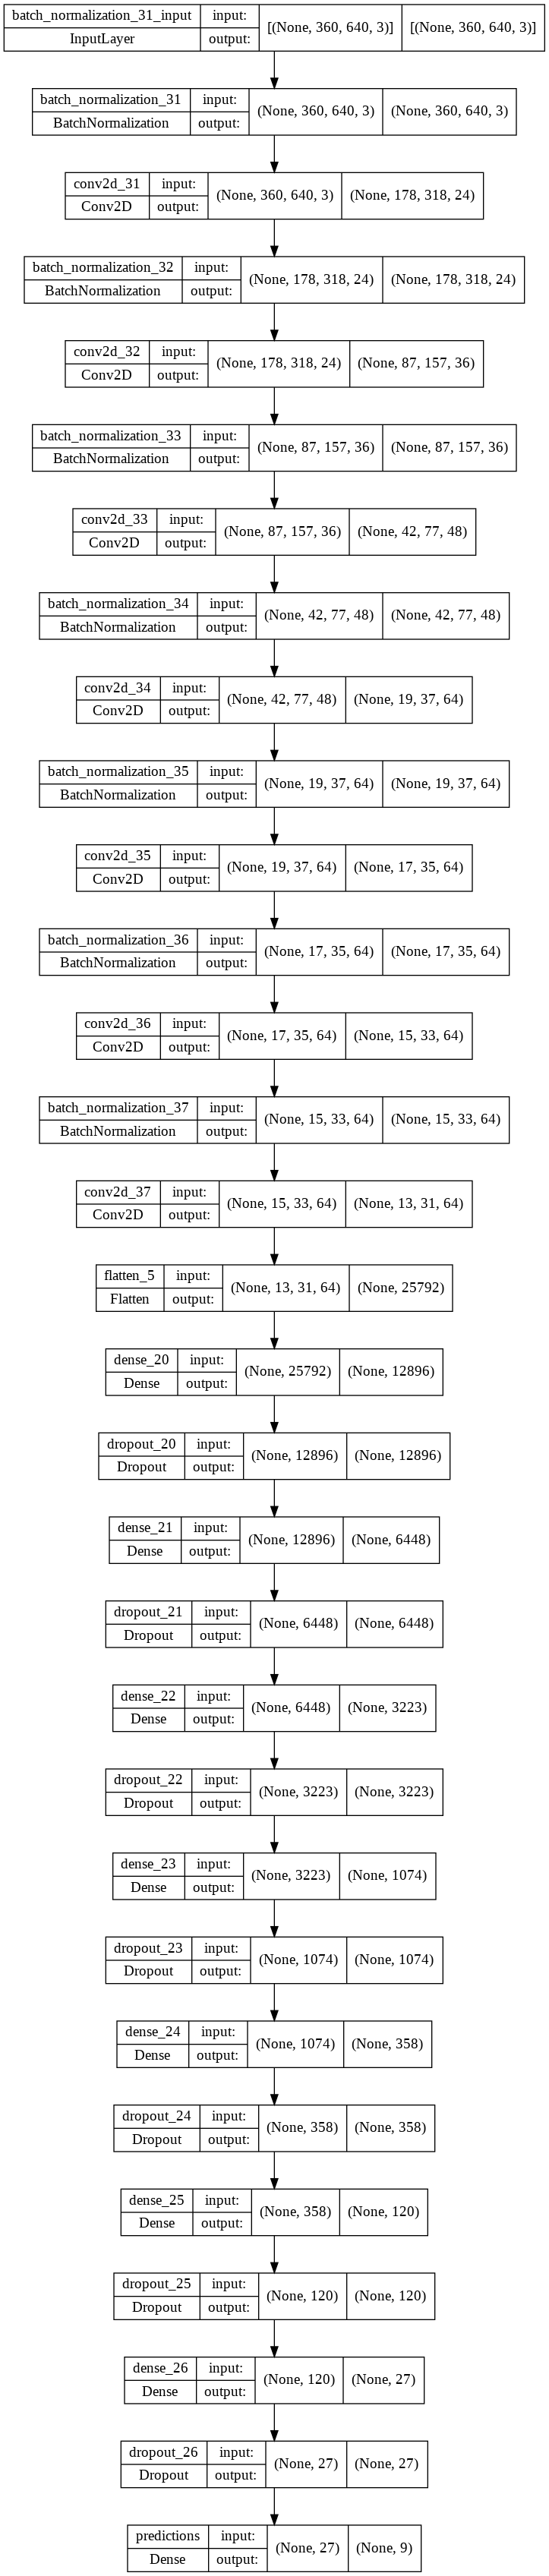 batch_normalization_31_input input: [(None, 360, 640, 3)] [(None, 360, 640, 3)]
InputLayer output:
batch_normalization_31 input: (None, 360, 640, 3) (None, 360, 640, 3)
BatchNormalization output:
conv2d_31 input: (None, 360, 640, 3) (None, 178, 318, 24)
Conv2D output:
batch_normalization_32 input: (None, 178, 318, 24) (None, 178, 318, 24)
BatchNormalization output:
conv2d_32 input: (None, 178, 318, 24) (None, 87, 157, 36)
Conv2D output:
batch_normalization_33 input: (None, 87, 157, 36) (None, 87, 157, 36)
BatchNormalization output:
conv2d_33 input: (None, 87, 157, 36) (None, 42, 77, 48)
Conv2D output:
batch_normalization_34 input: (None, 42, 77, 48) (None, 42, 77, 48)
BatchNormalization output:
conv2d_34 input: (None, 42, 77, 48) (None, 19, 37, 64)
Conv2D output:
batch_normalization_35 input: (None, 19, 37, 64) (None, 19, 37, 64)
BatchNormalization output:
conv2d_35 input: (None, 19, 37, 64) (None, 17, 35, 64)
Conv2D output:
batch_normalization_36 input: (None, 17, 35, 64) (None, 17, 35, 64)
BatchNormalization output:
conv2d_36 input: (None, 17, 35, 64) (None, 15, 33, 64)
Conv2D output:
batch_normalization_37 input: (None, 15, 33, 64) (None, 15, 33, 64)
BatchNormalization output:
conv2d_37 input: (None, 15, 33, 64) (None, 13, 31, 64)
Conv2D output:
flatten_5 input: (None, 13, 31, 64) (None, 25792)
Flatten output:
dense_20 input: (None, 25792) (None, 12896)
Dense output:
dropout_20 input: (None, 12896) (None, 12896)
Dropout output:
dense_21 input: (None, 12896) (None, 6448)
Dense output:
dropout_21 input: (None, 6448) (None, 6448)
Dropout output:
dense_22 input: (None, 6448) (None, 3223)
Dense output:
dropout_22 input: (None, 3223) (None, 3223)
Dropout output:
dense_23 input: (None, 3223) (None, 1074)
Dense output:
dropout_23 input: (None, 1074) (None, 1074)
Dropout output:
dense_24 input: (None, 1074) (None, 358)
Dense output:
dropout_24 input: (None, 358) (None, 358)
Dropout output:
dense_25 input: (None, 358) (None, 120)
Dense output:
dropout_25 input: (None, 120) (None, 120)
Dropout output:
dense_26 input: (None, 120) (None, 27)
Dense output:
dropout_26 input: (None, 27) (None, 27)
Dropout output:
predictions input: (None, 27) (None, 9)
Dense output: